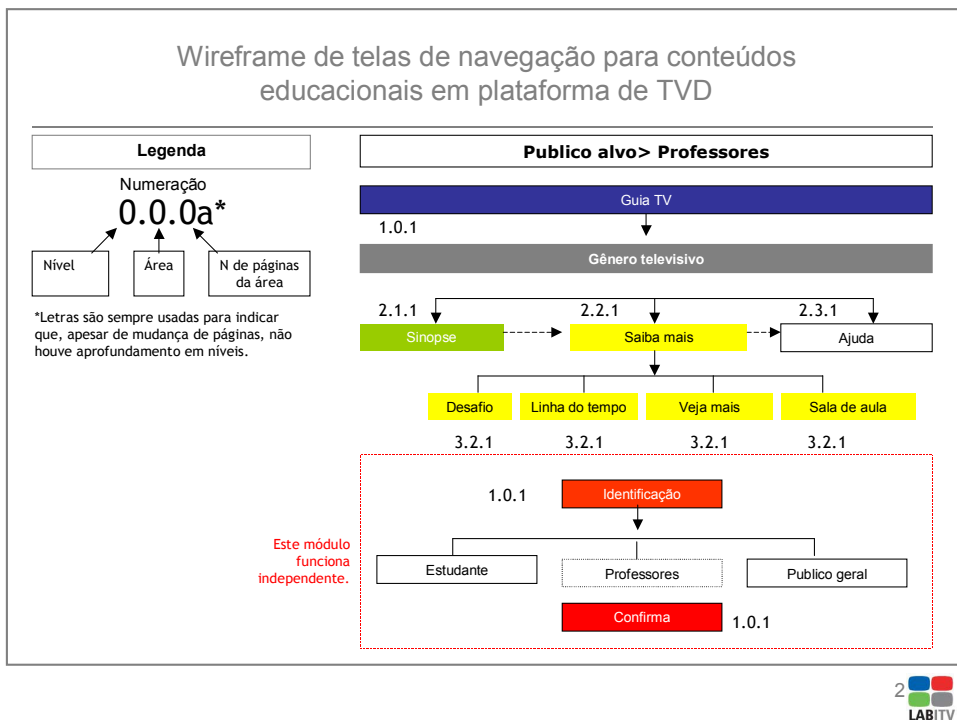 Wireframe de telas de navegação para conteúdos
educacionais em plataforma de TVD
Legenda
Numeração
0.0.0a*
Nível
Área
N de páginas
da área
*Letras são sempre usadas para indicar
que, apesar de mudança de páginas, não
houve aprofundamento em níveis.
Publico alvo> Professores
Guia TV
1.0.1
Gênero televisivo
2.1.1
2.2.1
2.3.1
Sinopse
Saiba mais
Ajuda
Desafio
Linha do tempo
Veja mais
Sala de aula
3.2.1
3.2.1
3.2.1
3.2.1
1.0.1
Identificação
Este módulo
funciona
independente.
Estudante
Professores
Publico geral
Confirma
1.0.1
2
LABITV